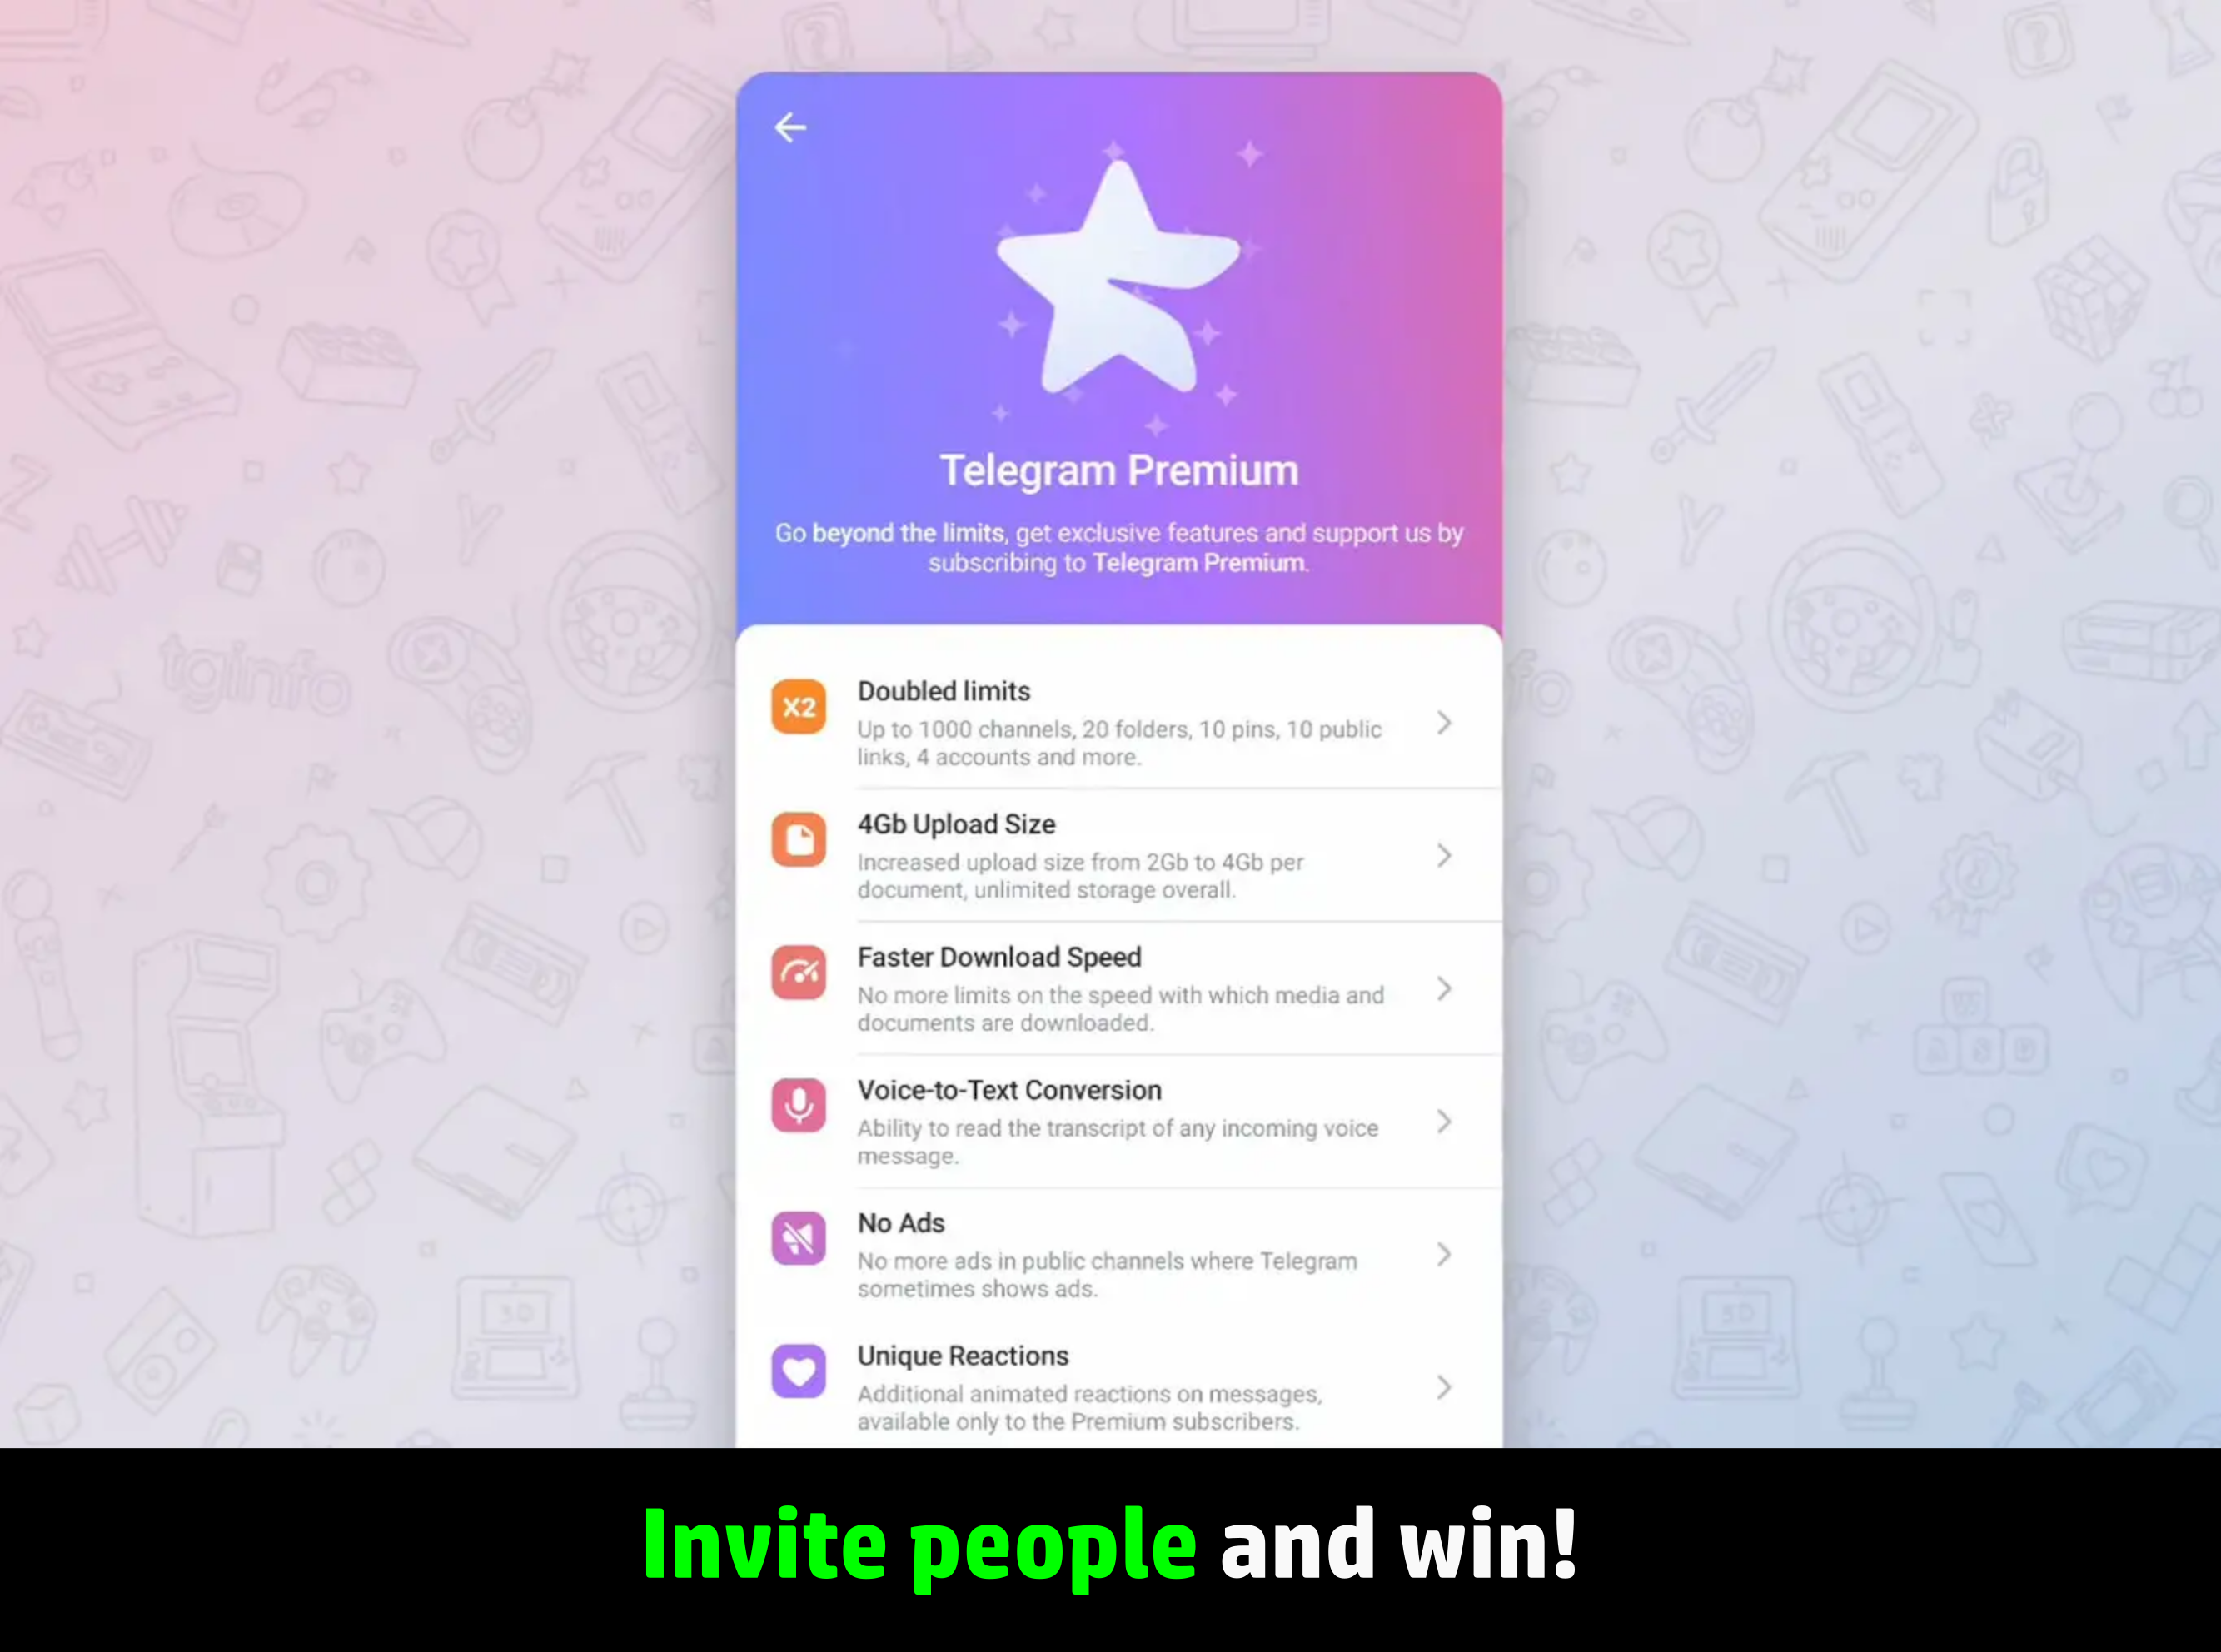 Telegram Premium
Go beyond the limits, get exclusive features and support us by
subscribing to Telegram Premium.
X2
Doubled limits
Up to 1000 channels, 20 folders, 10 pins, 10 public
links, 4 accounts and more.
4Gb Upload Size
Increased upload size from 2Gb to 4Gb per
document, unlimited storage overall.
Faster Download Speed
No more limits on the speed with which media and
documents are downloaded.
Voice-to-Text Conversion
Ability to read the transcript of any incoming voice
message.
No Ads
No more ads in public channels where Telegram
sometimes shows ads.
Unique Reactions
Additional animated reactions on messages,
available only to the Premium subscribers.
tginfo
3D
3D
Invite people and win!